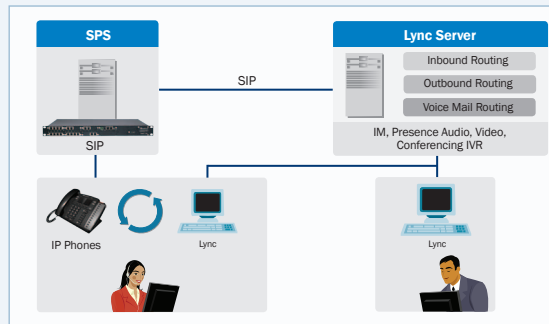 SPS
Lync Server
SIP
Inbound Routing
Outbound Routing
Voice Mail Routing
SIP
IM, Presence Audio, Video,
Conferencing IVR
IP Phones
Lync
Lync